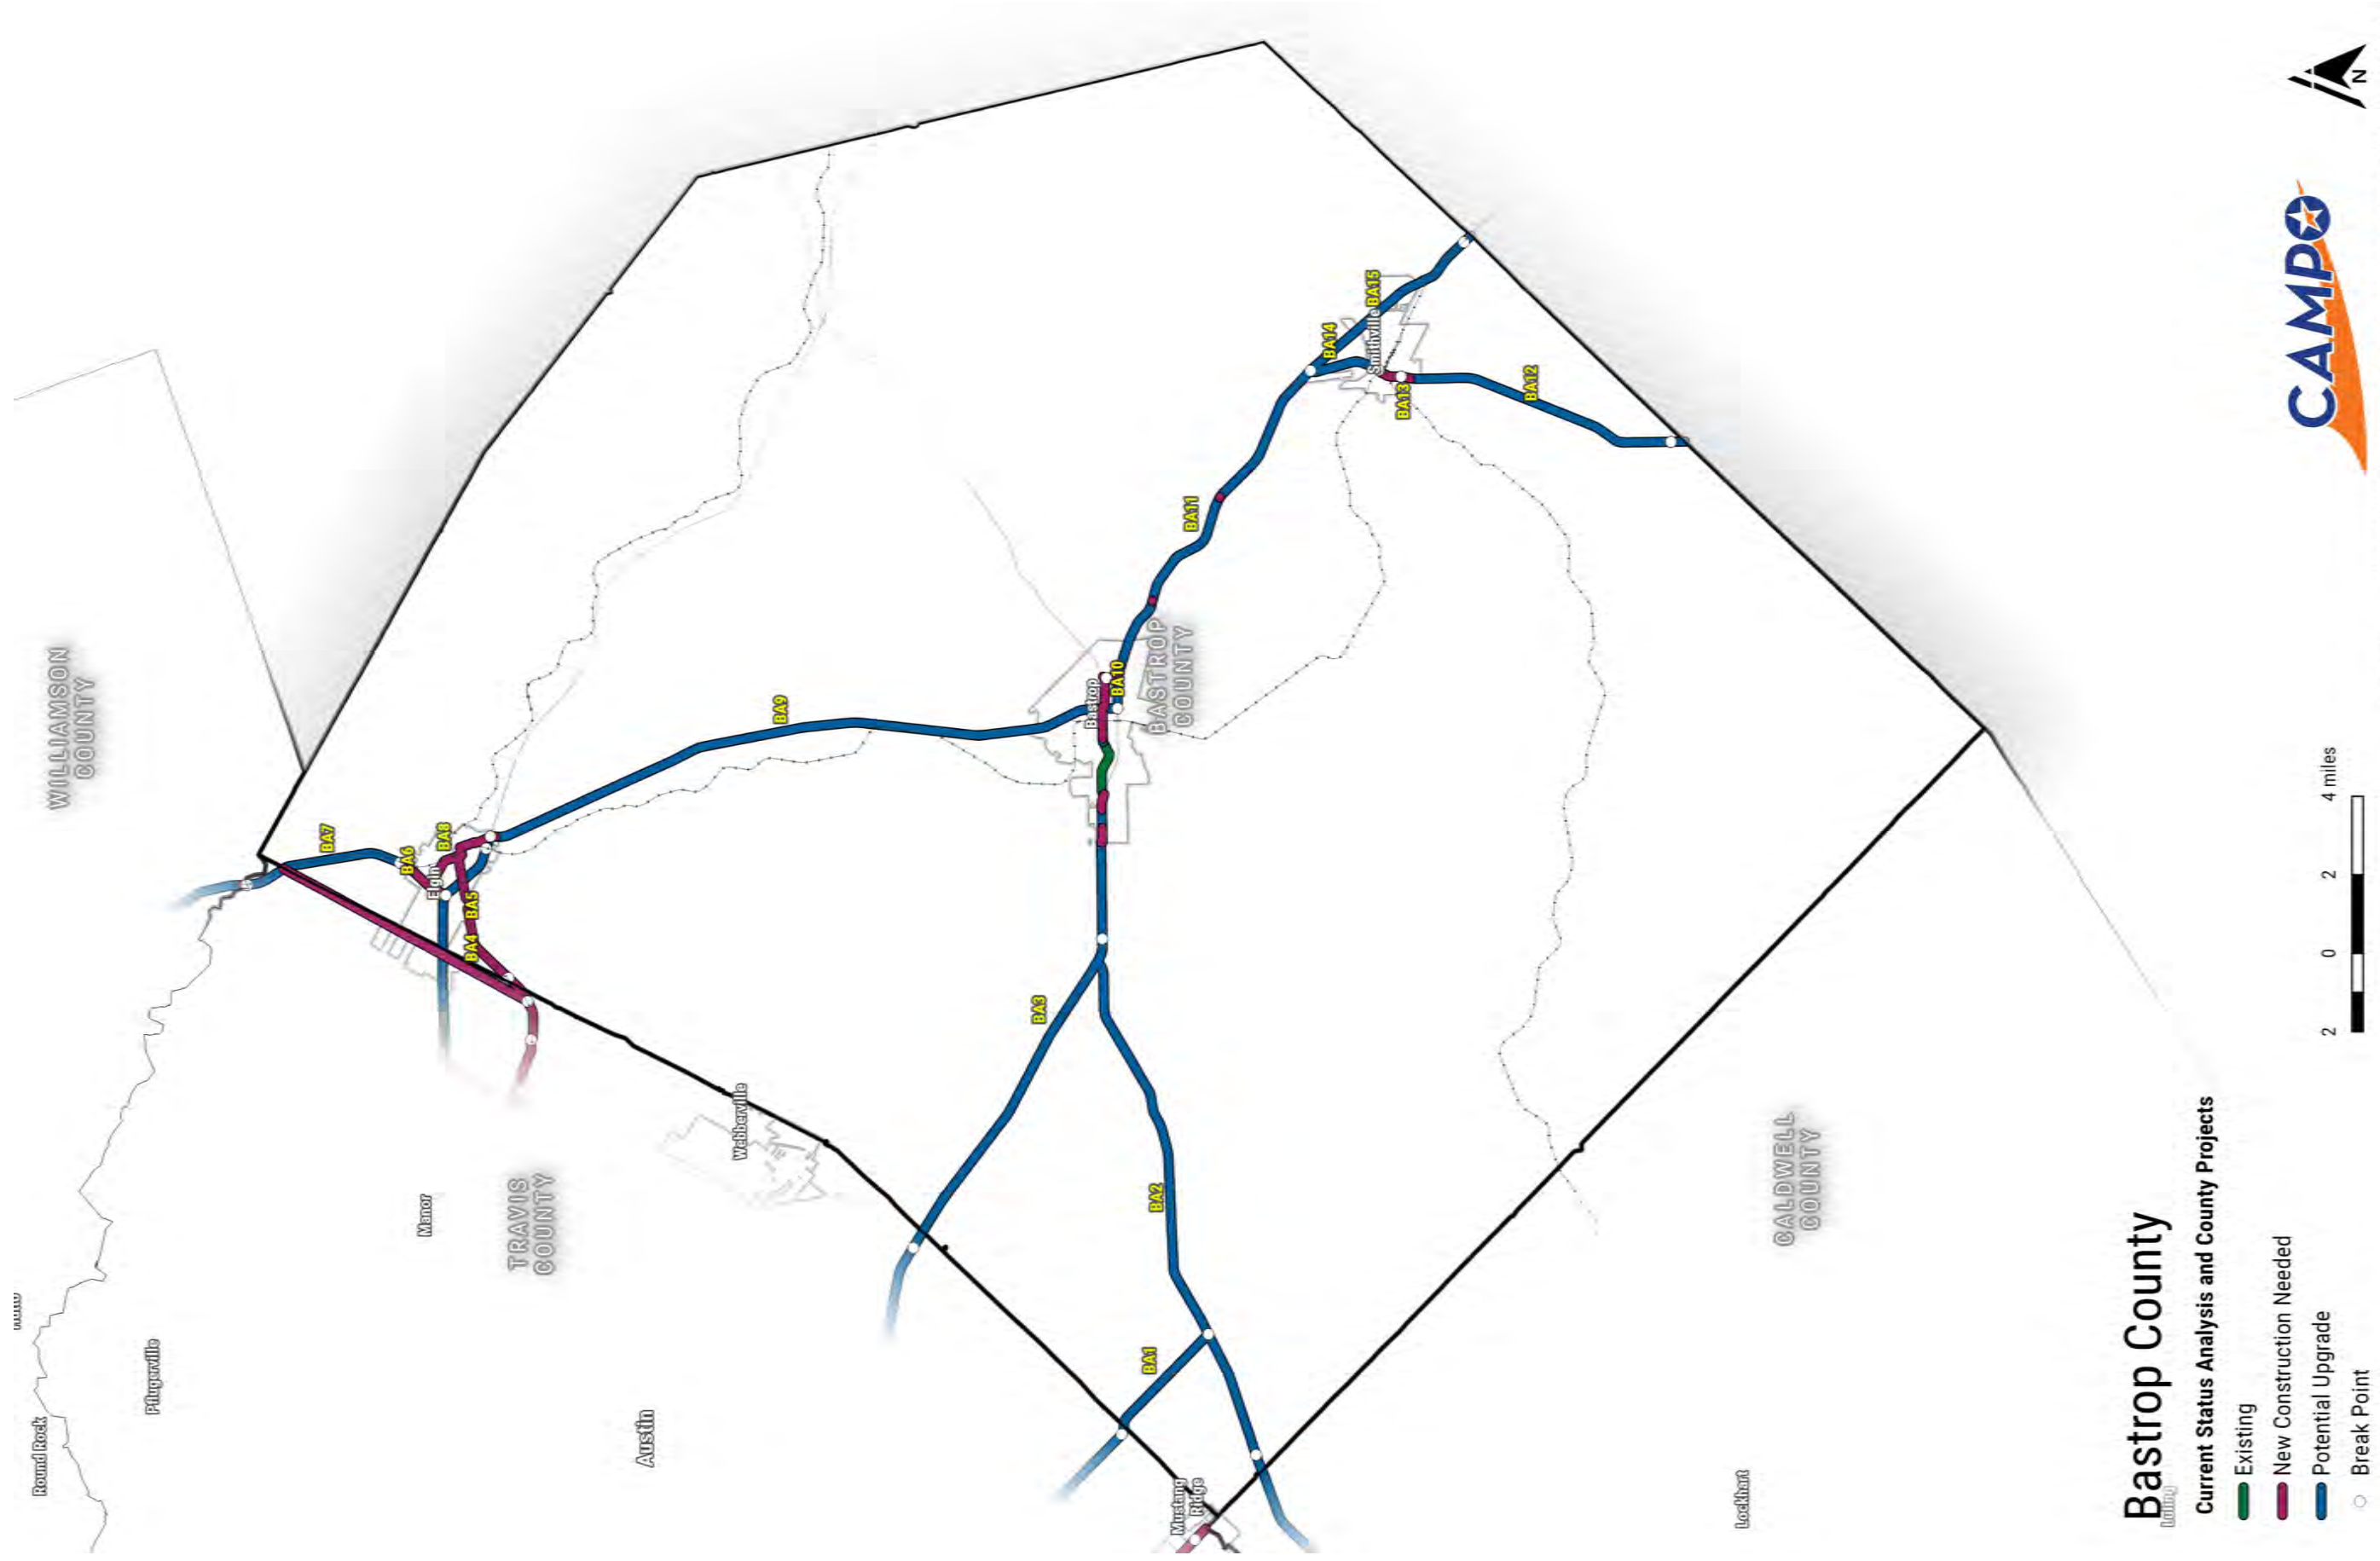 Hutto
Round Rock
Pflugerville
WILLIAMSON
COUNTY
Manor
TRAVIS
COUNTY
Austin
Webberville
Elgin
BA7
BA6
BA8
BA5
BA4
BA9
BA3
BA2
BA1
Bastrop
BA10
BASTROP
COUNTY
BA11
BA14
Smithville
BA15
BA13
BA12
Mustang
Ridge
Lockhart
CALDWELL
COUNTY
Luling
Bastrop County
Current Status Analysis and County Projects
Existing
New Construction Needed
Potential Upgrade
Break Point
2 0 2 4 miles
CAMPO
N